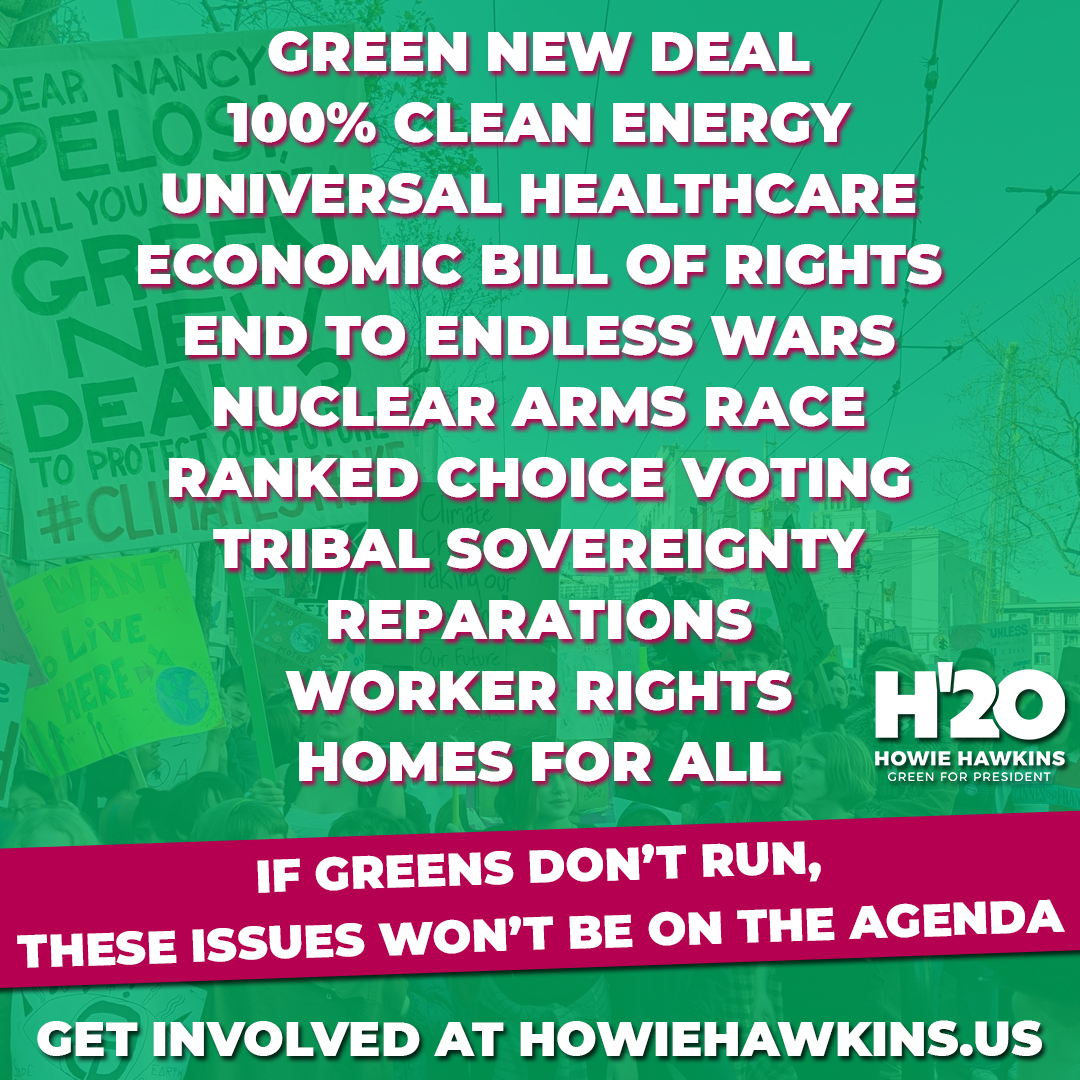 GREEN NEW DEAL
100% CLEAN ENERGY
UNIVERSAL HEALTHCARE
ECONOMIC BILL OF RIGHTS
END TO ENDLESS WARS
NUCLEAR ARMS RACE
RANKED CHOICE VOTING
TRIBAL SOVEREIGNTY
REPARATIONS
WORKER RIGHTS
HOMES FOR ALL
H'20
HOWIE HAWKINS
GREEN FOR PRESIDENT
IF GREENS DON'T RUN,
THESE ISSUES WON'T BE ON THE AGENDA
GET INVOLVED AT HOWIEHAWKINS.US
DEAR NANCY
PELOSI,
WILL YOU
GREEN
NEW
DEAL?
TO PROTECT OUR FUTURE
WANT
LiVE
HERE
Climate
Our Future
UNLESS